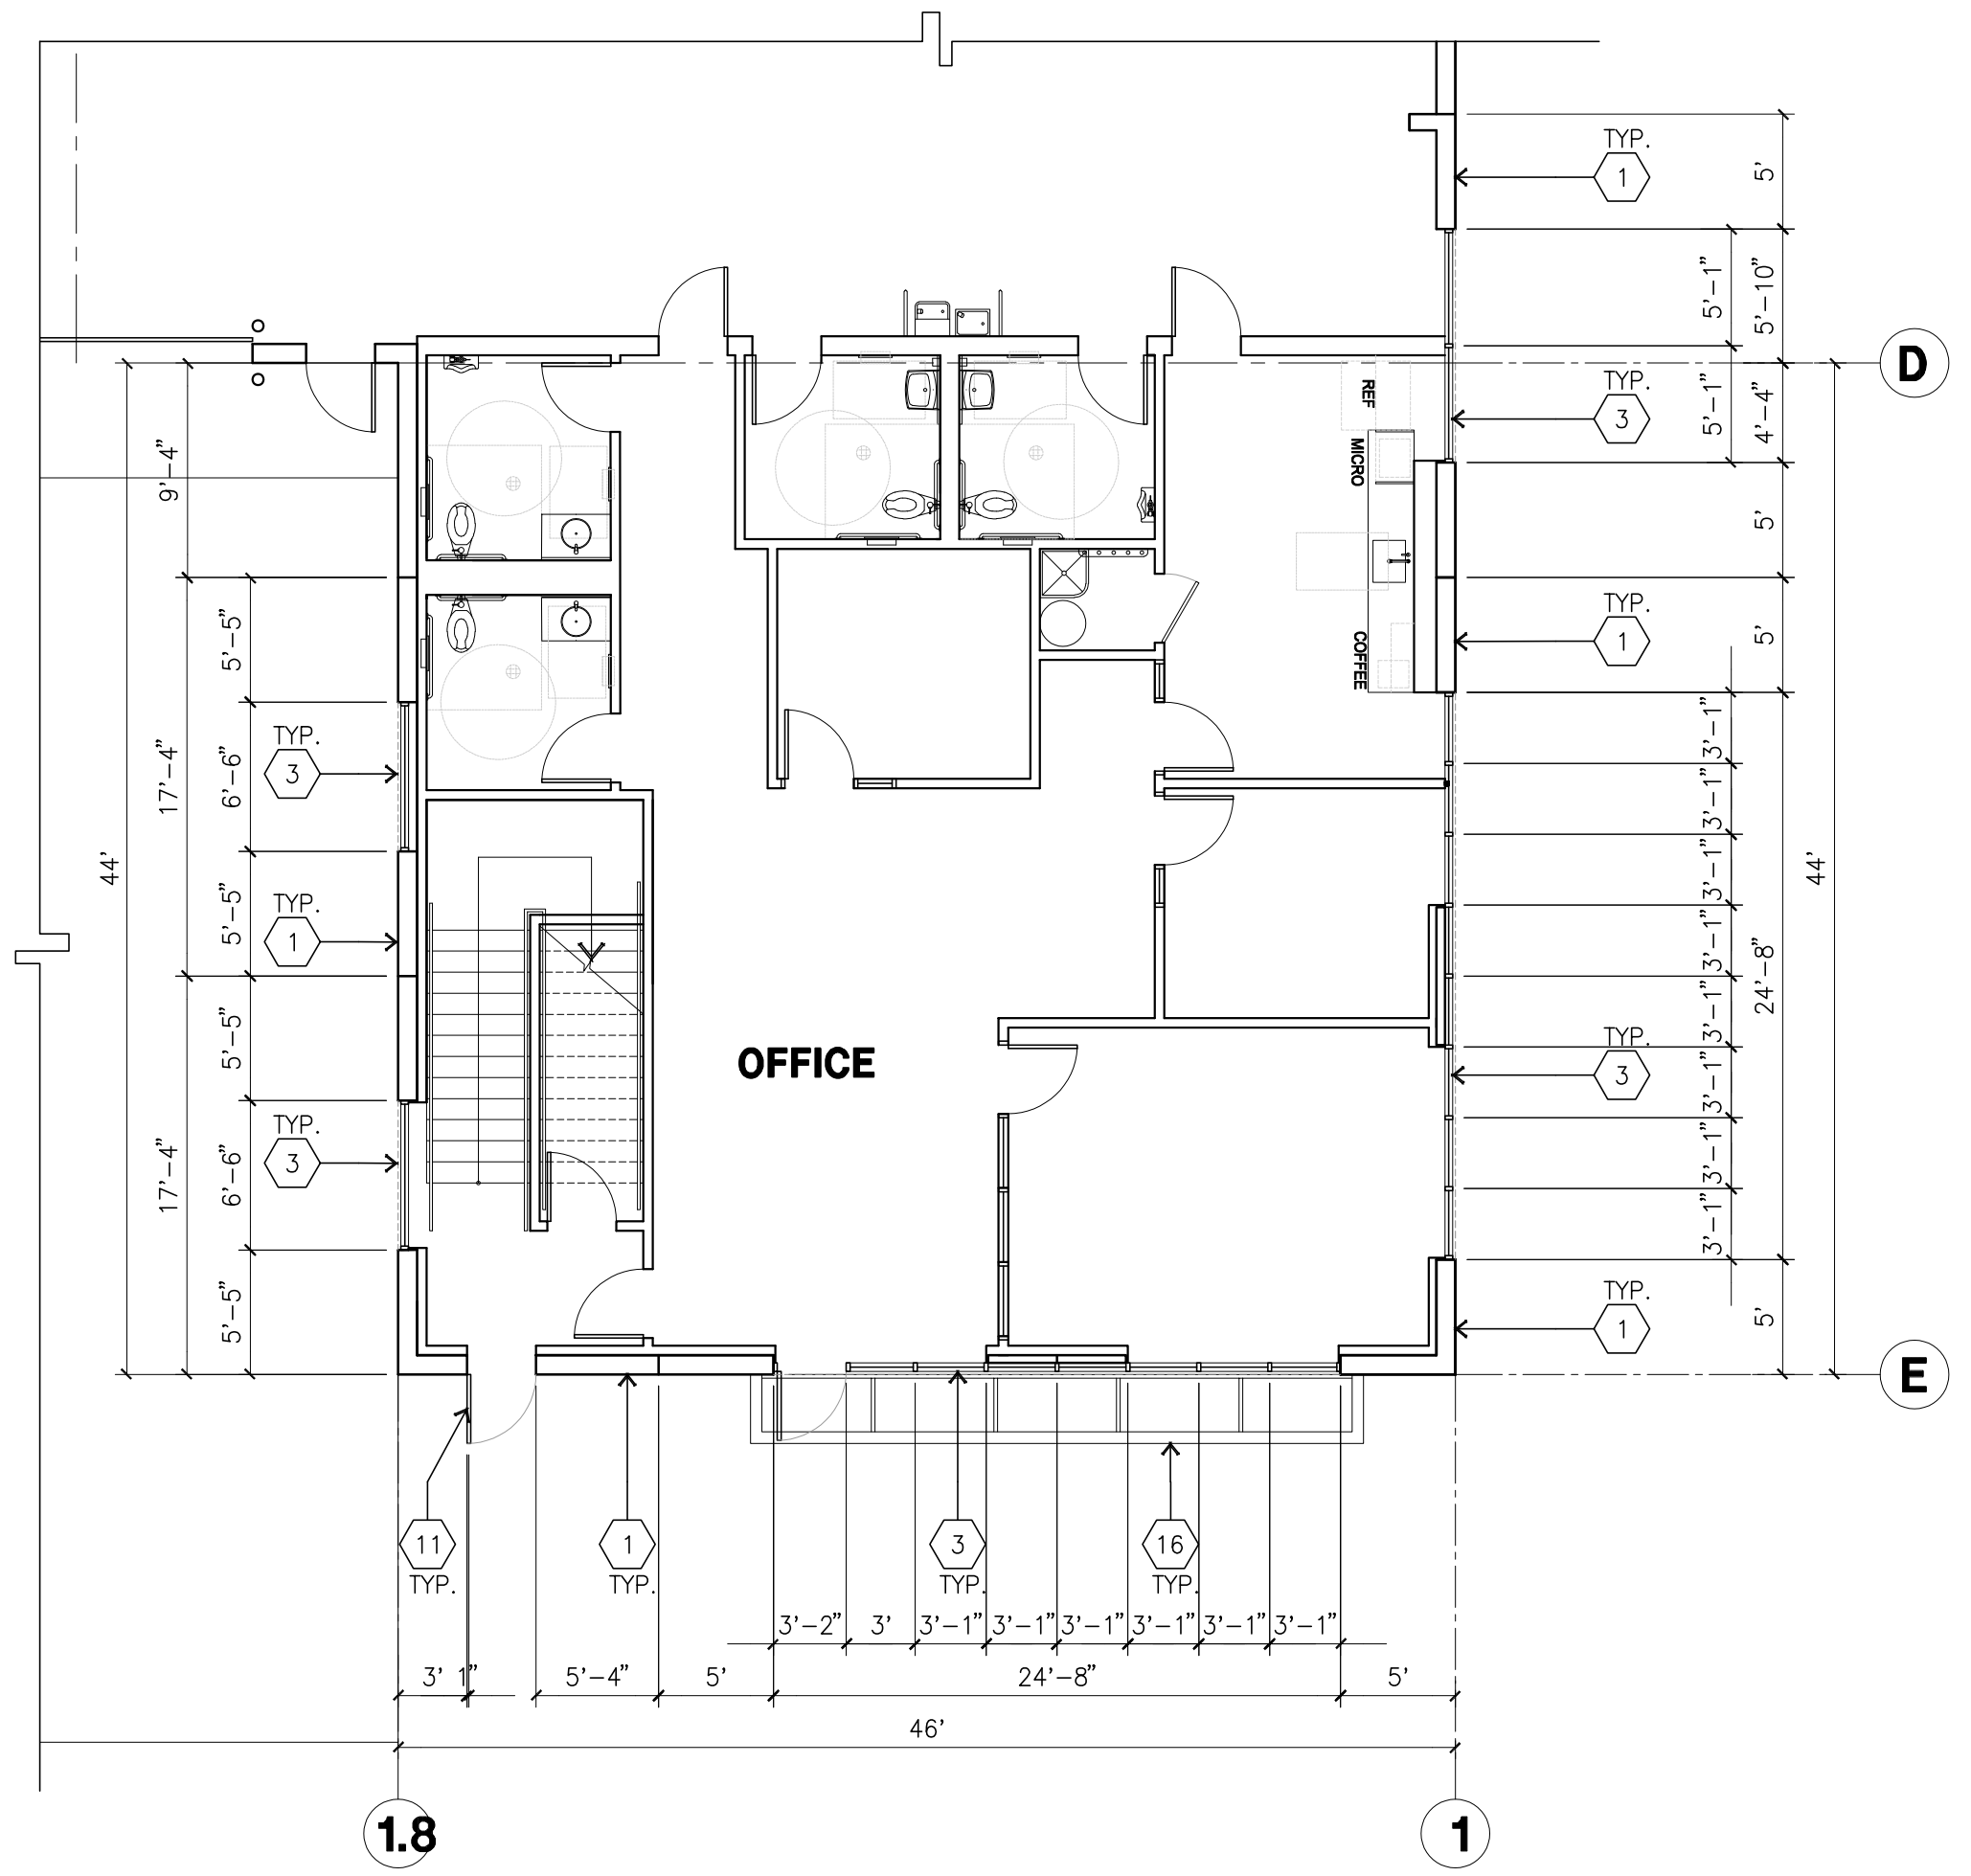 TYP.
1
5'
5'-1"
5'-10"
D
TYP.
3
5'-1"
4'-4"
REF
MICRO
COFFEE
9'-4"
5'
TYP.
1
5'
5'-5"
TYP.
3
17'-4"
6'-6"
44'
5'-5"
TYP.
1
5'-5"
17'-4"
TYP.
3
6'-6"
5'-5"
OFFICE
3'-1"
3'-1"
3'-1"
3'-1"
3'-1"
3'-1"
3'-1"
3'-1"
24'-8"
44'
TYP.
3
TYP.
1
5'
E
11
TYP.
1
TYP.
3
TYP.
16
TYP.
3'-2" 3' 3'-1" 3'-1" 3'-1" 3'-1" 3'-1" 3'-1"
3' 1" 5'-4" 5' 24'-8" 5'
46'
1.8
1